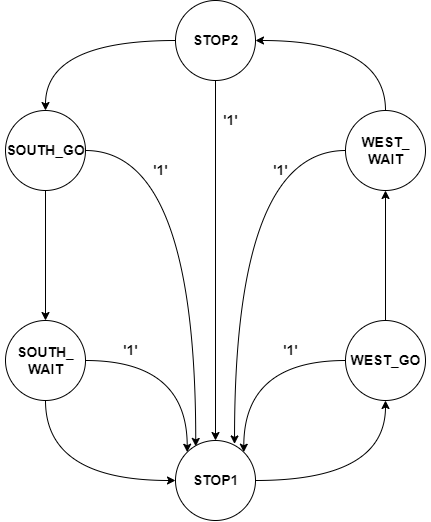 STOP2
'1'
SOUTH_GO
'1'
'1'
WEST_
WAIT
SOUTH_
WAIT
'1'
'1'
WEST_GO
STOP1